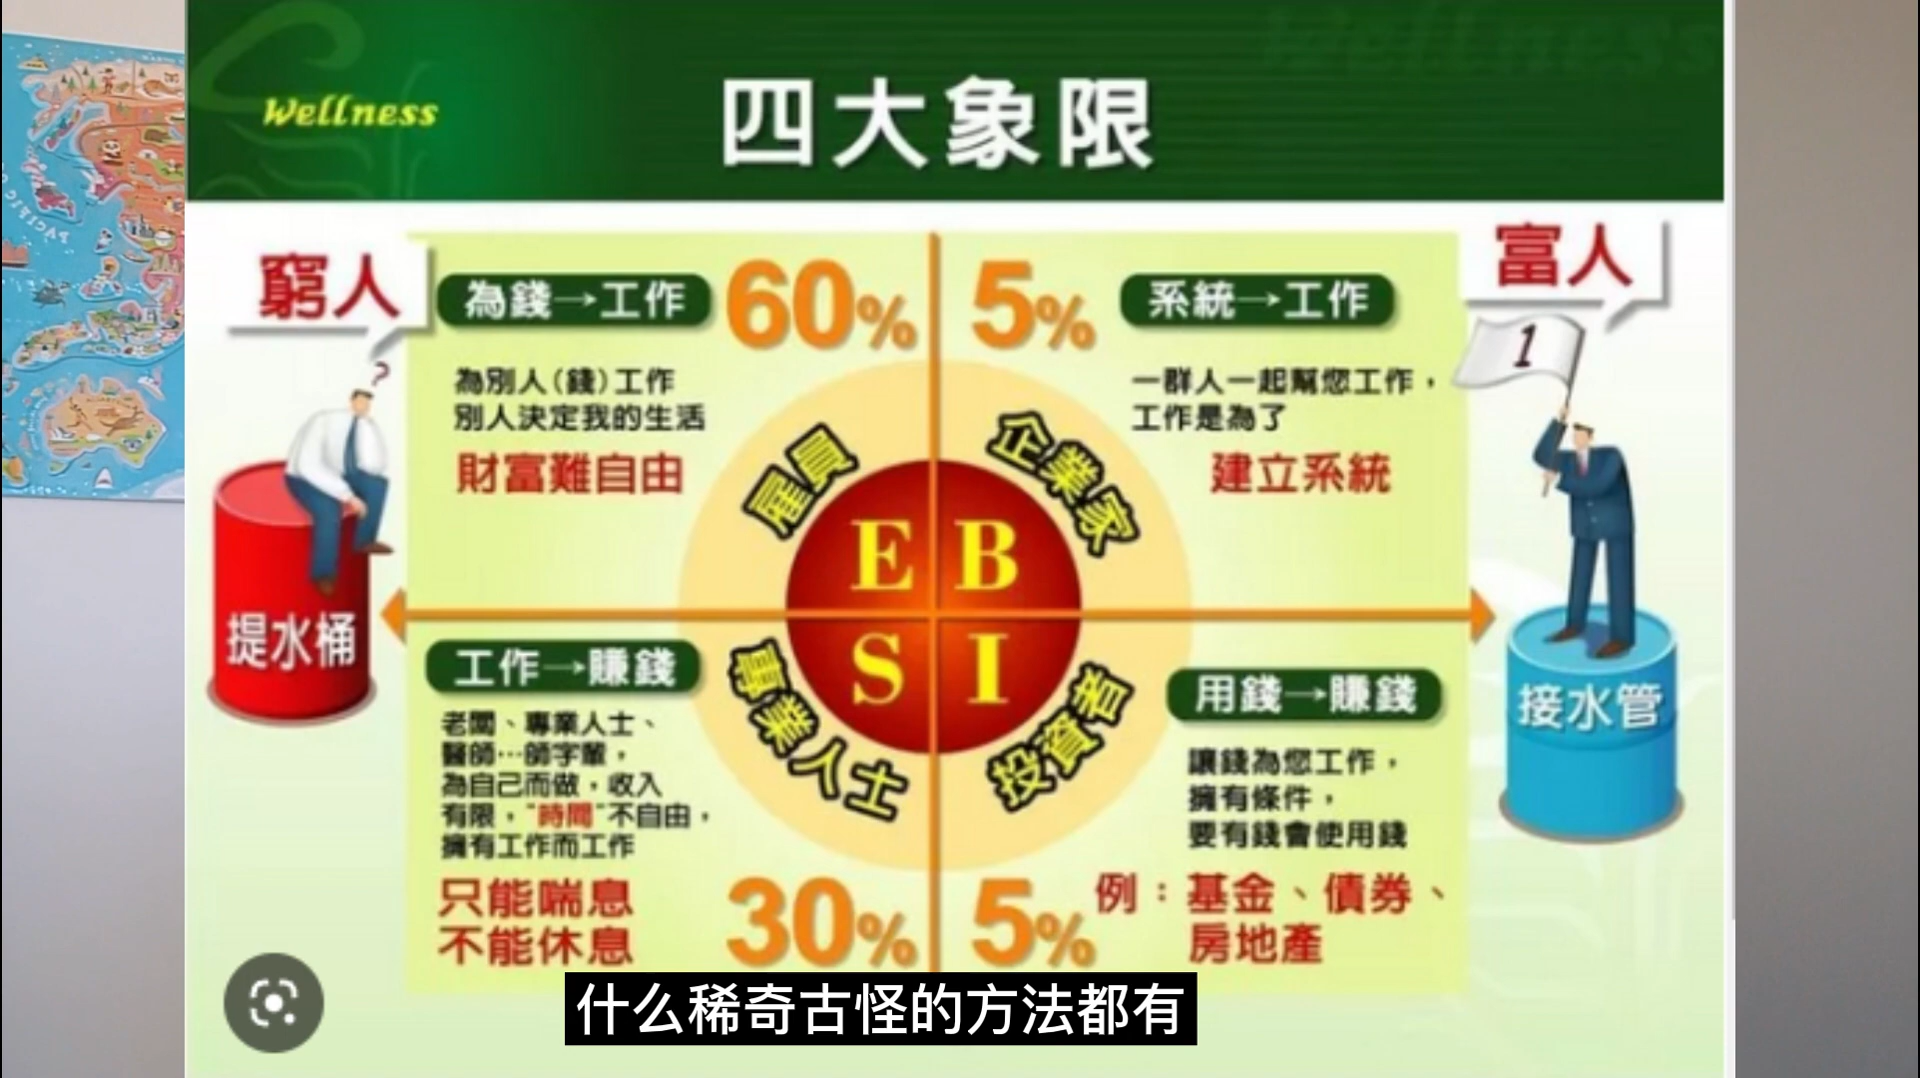 Wellness
四大象限
窮人
富人
為錢→工作
60%
為別人(錢)工作
別人決定我的生活
財富難自由
5%
系統→工作
一群人一起幫您工作，
工作是為了
建立系統
1
?
雇員
企業家
E
B
S
I
專業人士
投資者
提水桶
接水管
工作→賺錢
老闆、專業人士、
醫師…師字輩，
為自己而做，收入
有限，"時間"不自由，
擁有工作而工作
只能喘息
不能休息
30%
用錢→賺錢
讓錢為您工作，
擁有條件，
要有錢會使用錢
5%
例：基金、債券、
房地產
什么稀奇古怪的方法都有